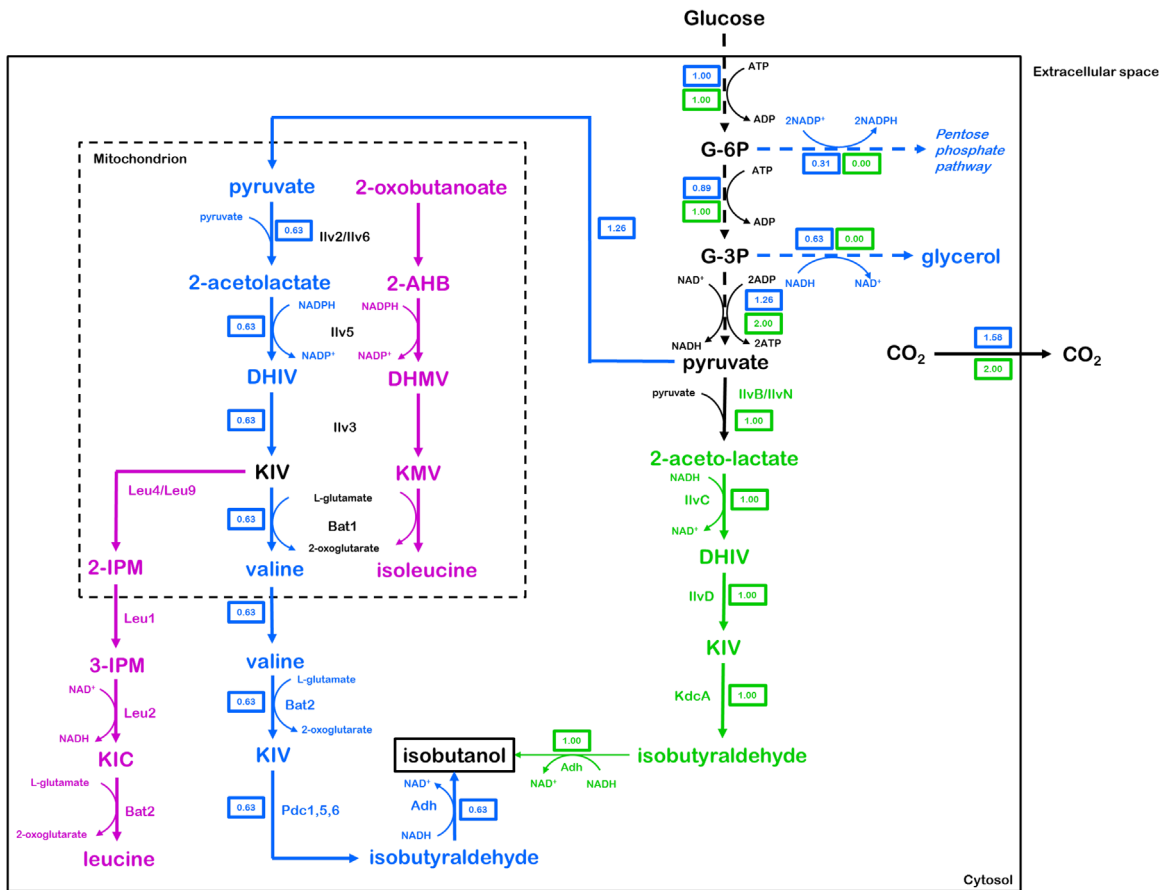 Glucose
Extracellular space
1.00
1.00
ATP
ADP
2NADP⁺
2NADPH
G-6P
0.31
0.00
Pentose
phosphate
pathway
0.89
1.00
ATP
ADP
G-3P
0.63
0.00
NADH
NAD⁺
glycerol
NAD⁺
2ADP
1.26
2.00
NADH
2ATP
pyruvate
1.26
CO₂
1.58
2.00
CO₂
Mitochondrion
pyruvate
pyruvate
0.63
Ilv2/Ilv6
2-acetolactate
NADPH
0.63
Ilv5
NADP⁺
DHIV
0.63
Ilv3
KIV
L-glutamate
0.63
Bat1
2-oxoglutarate
valine
0.63
valine
L-glutamate
0.63
Bat2
2-oxoglutarate
KIV
0.63
Pdc1,5,6
isobutyraldehyde
NAD⁺
Adh
0.63
NADH
isobutanol
2-oxobutanoate
2-AHB
NADPH
NADP⁺
DHMV
KMV
isoleucine
Leu4/Leu9
2-IPM
Leu1
3-IPM
NAD⁺
Leu2
NADH
KIC
L-glutamate
Bat2
2-oxoglutarate
leucine
pyruvate
IlvB/IlvN
1.00
2-aceto-lactate
NADH
IlvC
1.00
NAD⁺
DHIV
IlvD
1.00
KIV
KdcA
1.00
isobutyraldehyde
1.00
NAD⁺
Adh
NADH
Cytosol